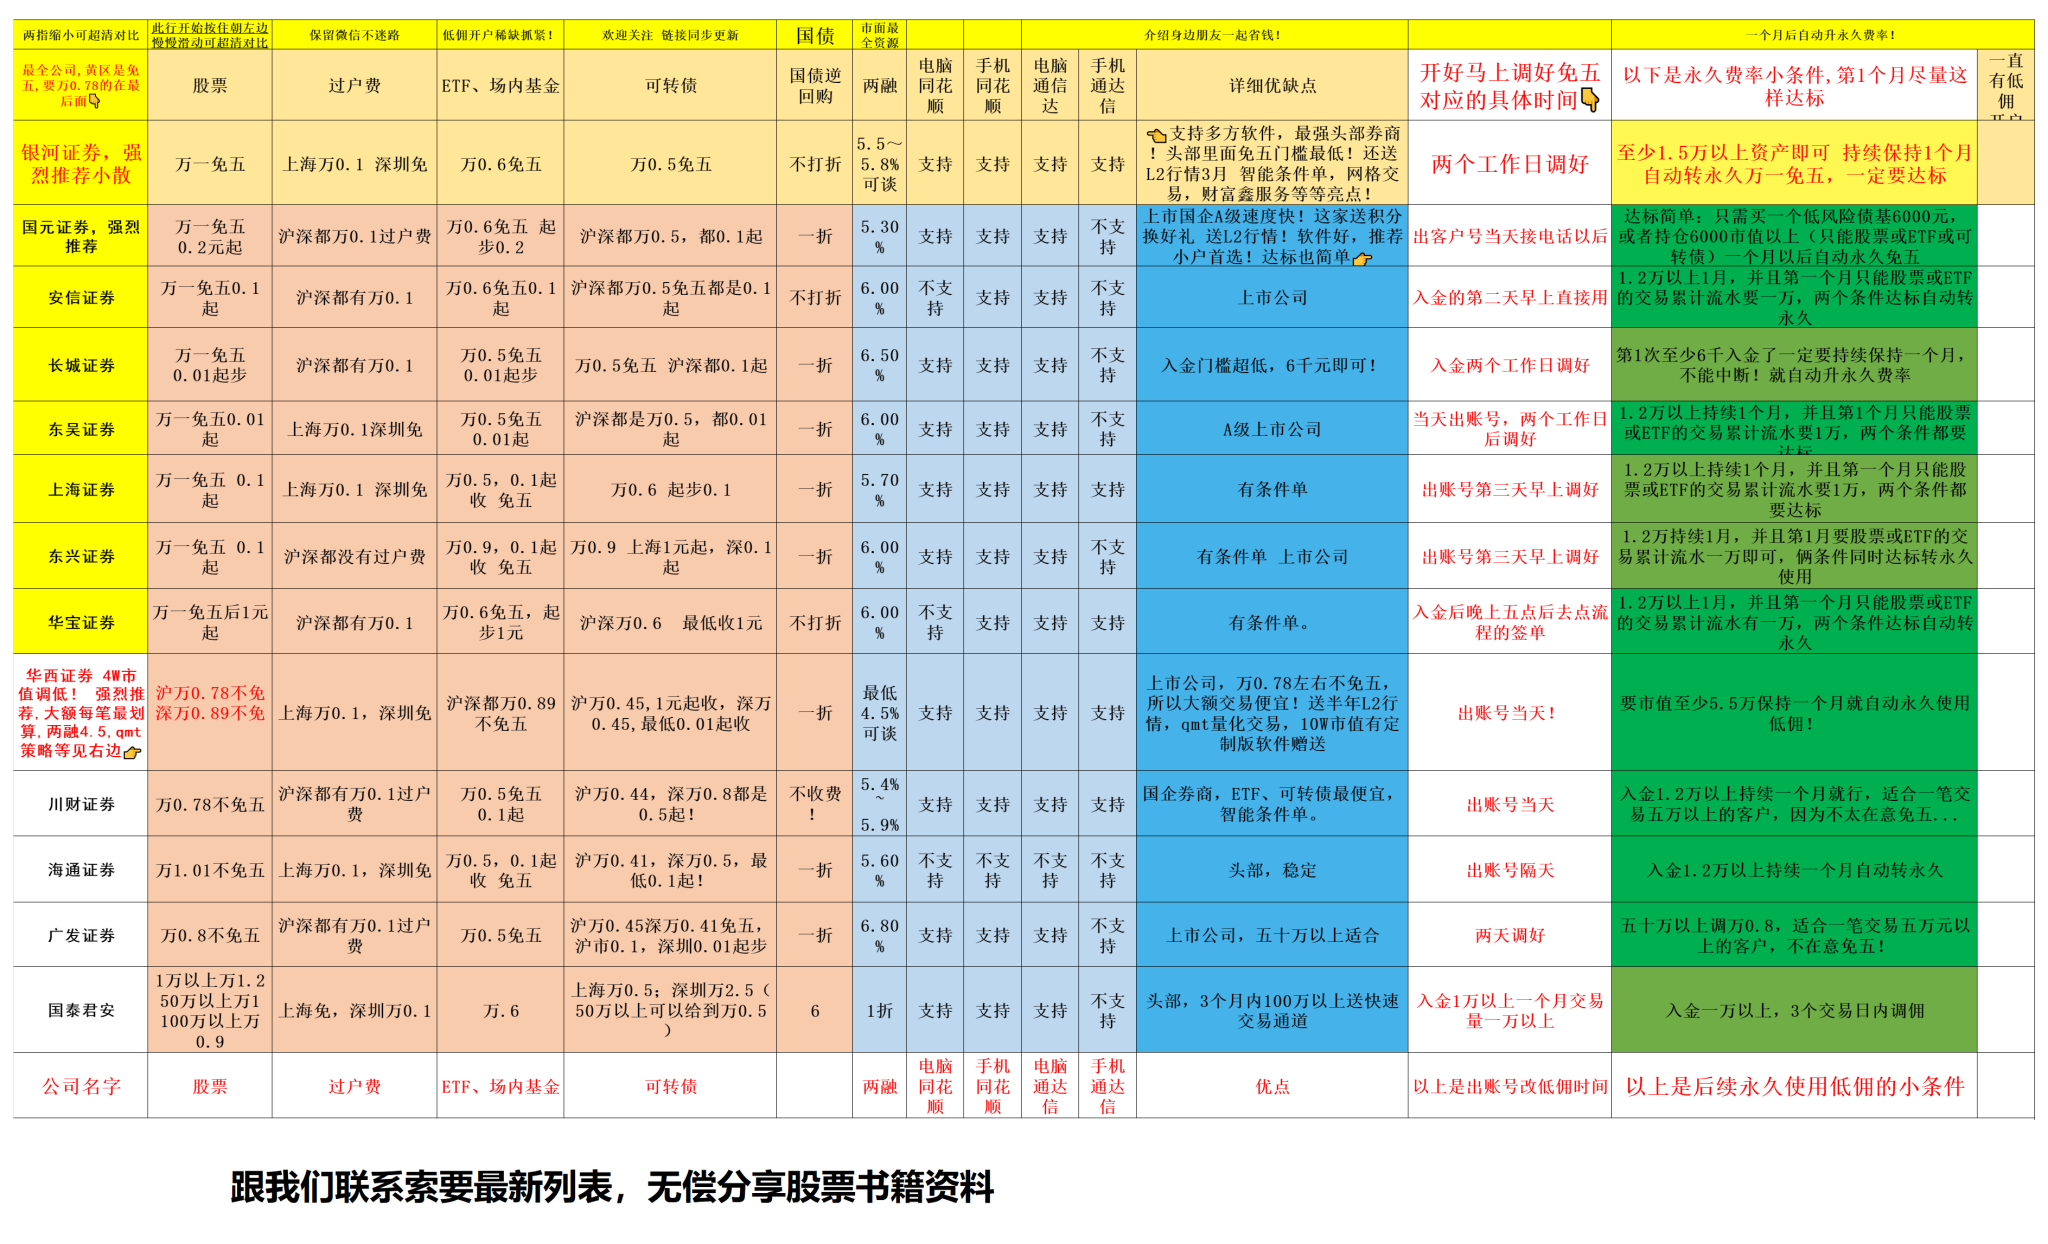 两指缩小可超清对比
此行开始按住朝左边
慢慢滑动可超清对比
保留微信不迷路
低佣开户稀缺抓紧！
欢迎关注 链接同步更新
国债
市面最
全资源
介绍身边朋友一起省钱！
一个月后自动升永久费率！
最全公司,黄区是免
五,要万0.78的在最
后面👇
股票
过户费
ETF、场内基金
可转债
国债逆
回购
两融
电脑
同花
顺
手机
同花
顺
电脑
通信
达
手机
通达
信
详细优缺点
开好马上调好免五
对应的具体时间👇
以下是永久费率小条件,第1个月尽量这
样达标
一直
有低
佣
开户
银河证券，强
烈推荐小散
万一免五
上海万0.1 深圳免
万0.6免五
万0.5免五
不打折
5.5～
5.8%
可谈
支持
支持
支持
支持
👈支持多方软件，最强头部券商
！头部里面免五门槛最低！还送
L2行情3月 智能条件单，网格交
易，财富鑫服务等等亮点！
两个工作日调好
至少1.5万以上资产即可 持续保持1个月
自动转永久万一免五，一定要达标
国元证券，强烈
推荐
万一免五
0.2元起
沪深都万0.1过户费
万0.6免五 起
步0.2
沪深都万0.5，都0.1起
一折
5.30
%
支持
支持
支持
不支
持
上市国企A级速度快！这家送积分
换好礼 送L2行情！软件好，推荐
小户首选！达标也简单👉
出客户号当天接电话以后
达标简单：只需买一个低风险债基6000元，
或者持仓6000市值以上（只能股票或ETF或可
转债）一个月以后自动永久免五
安信证券
万一免五0.1
起
沪深都有万0.1
万0.6免五0.1
起
沪深都万0.5免五都是0.1
起
不打折
6.00
%
不支
持
支持
支持
不支
持
上市公司
入金的第二天早上直接用
1.2万以上1月，并且第一个月只能股票或ETF
的交易累计流水要一万，两个条件达标自动转
永久
长城证券
万一免五
0.01起步
沪深都有万0.1
万0.5免五
0.01起步
万0.5免五 沪深都0.1起
一折
6.50
%
支持
支持
支持
不支
持
入金门槛超低，6千元即可！
入金两个工作日调好
第1次至少6千入金了一定要持续保持一个月，
不能中断！就自动升永久费率
东吴证券
万一免五0.01
起
上海万0.1深圳免
万0.5免五
0.01起
沪深都是万0.5，都0.01
起
一折
6.00
%
支持
支持
支持
不支
持
A级上市公司
当天出账号，两个工作日
后调好
1.2万以上持续1个月，并且第1个月只能股票
或ETF的交易累计流水要1万，两个条件都要
达标
上海证券
万一免五 0.1
起
上海万0.1 深圳免
万0.5，0.1起
收 免五
万0.6 起步0.1
一折
5.70
%
支持
支持
支持
支持
有条件单
出账号第三天早上调好
1.2万以上持续1个月，并且第一个月只能股
票或ETF的交易累计流水要1万，两个条件都
要达标
东兴证券
万一免五 0.1
起
沪深都没有过户费
万0.9，0.1起
收 免五
万0.9 上海1元起，深0.1
起
一折
6.00
%
支持
支持
支持
不支
持
有条件单 上市公司
出账号第三天早上调好
1.2万持续1月，并且第1月要股票或ETF的交
易累计流水一万即可，俩条件同时达标转永久
使用
华宝证券
万一免五后1元
起
沪深都有万0.1
万0.6免五，起
步1元
沪深万0.6 最低收1元
不打折
6.00
%
不支
持
支持
支持
支持
有条件单。
入金后晚上五点后去点流
程的签单
1.2万以上1月，并且第一个月只能股票或ETF
的交易累计流水有一万，两个条件达标自动转
永久
华西证券 4W市
值调低！ 强烈推
荐,大额每笔最划
算,两融4.5,qmt
策略等见右边👉
沪万0.78不免
深万0.89不免
上海万0.1，深圳免
沪深都万0.89
不免五
沪万0.45,1元起收，深万
0.45,最低0.01起收
一折
最低
4.5%
可谈
支持
支持
支持
支持
上市公司，万0.78左右不免五，
所以大额交易便宜！送半年L2行
情，qmt量化交易，10W市值有定
制版软件赠送
出账号当天！
要市值至少5.5万保持一个月就自动永久使用
低佣！
川财证券
万0.78不免五
沪深都有万0.1过户
费
万0.5免五
0.1起
沪万0.44，深万0.8都是
0.5起！
不收费
！
5.4%
~
5.9%
支持
支持
支持
支持
国企券商，ETF、可转债最便宜，
智能条件单。
出账号当天
入金1.2万以上持续一个月就行，适合一笔交
易五万以上的客户，因为不太在意免五...
海通证券
万1.01不免五
上海万0.1，深圳免
万0.5，0.1起
收 免五
沪万0.41，深万0.5，最
低0.1起！
一折
5.60
%
不支
持
不支
持
不支
持
不支
持
头部，稳定
出账号隔天
入金1.2万以上持续一个月自动转永久
广发证券
万0.8不免五
沪深都有万0.1过户
费
万0.5免五
沪万0.45深万0.41免五，
沪市0.1，深圳0.01起步
一折
6.80
%
支持
支持
支持
不支
持
上市公司，五十万以上适合
两天调好
五十万以上调万0.8，适合一笔交易五万元以
上的客户，不在意免五！
国泰君安
1万以上万1.2
50万以上万1
100万以上万
0.9
上海免，深圳万0.1
万.6
上海万0.5；深圳万2.5（
50万以上可以给到万0.5
）
6
1折
支持
支持
支持
不支
持
头部，3个月内100万以上送快速
交易通道
入金1万以上一个月交易
量一万以上
入金一万以上，3个交易日内调佣
公司名字
股票
过户费
ETF、场内基金
可转债
两融
电脑
同花
顺
手机
同花
顺
电脑
通达
信
手机
通达
信
优点
以上是出账号改低佣时间
以上是后续永久使用低佣的小条件
跟我们联系索要最新列表，无偿分享股票书籍资料